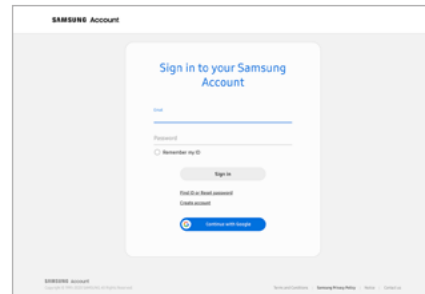 SAMSUNG Account
Sign in to your Samsung
Account
Email
Password
Remember my ID
Sign in
Find ID or Reset password
Create account
Continue with Google
SAMSUNG Account
Terms and Conditions Samsung Privacy Policy Notice Contact us